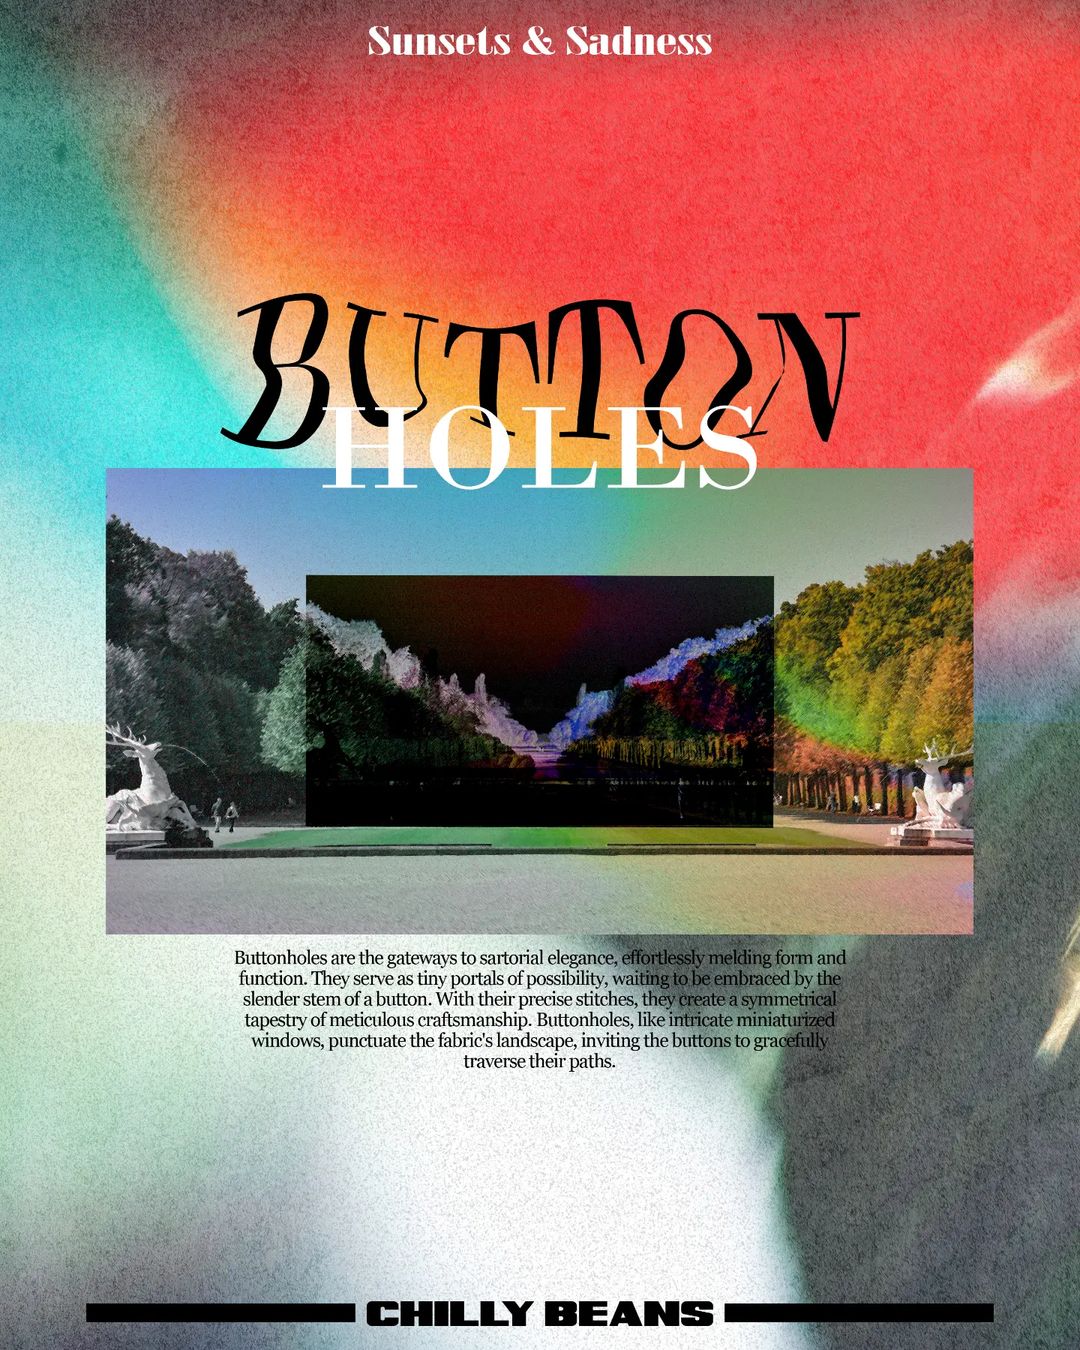 Sunsets & Sadness
BUTTON
HOLES
Buttonholes are the gateways to sartorial elegance, effortlessly melding form and
function. They serve as tiny portals of possibility, waiting to be embraced by the
slender stem of a button. With their precise stitches, they create a symmetrical
tapestry of meticulous craftsmanship. Buttonholes, like intricate miniaturized
windows, punctuate the fabric's landscape, inviting the buttons to gracefully
traverse their paths.
CHILLY BEANS